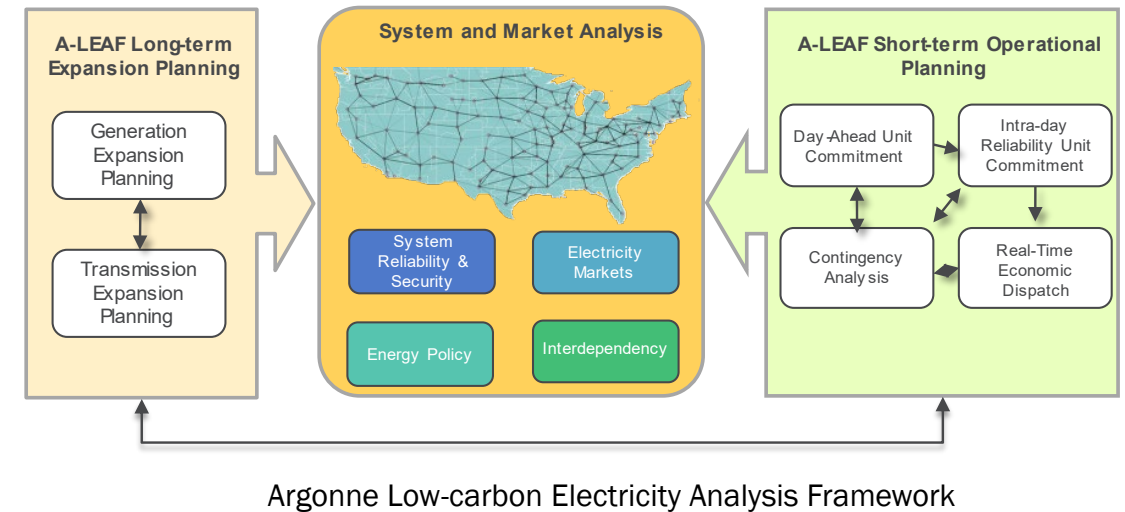 A-LEAF Long-term
Expansion Planning
Generation
Expansion
Planning
Transmission
Expansion
Planning
System and Market Analysis
System
Reliability &
Security
Electricity
Markets
Energy Policy
Interdependency
A-LEAF Short-term Operational
Planning
Day-Ahead Unit
Commitment
Intra-day
Reliability Unit
Commitment
Contingency
Analysis
Real-Time
Economic
Dispatch
Argonne Low-carbon Electricity Analysis Framework